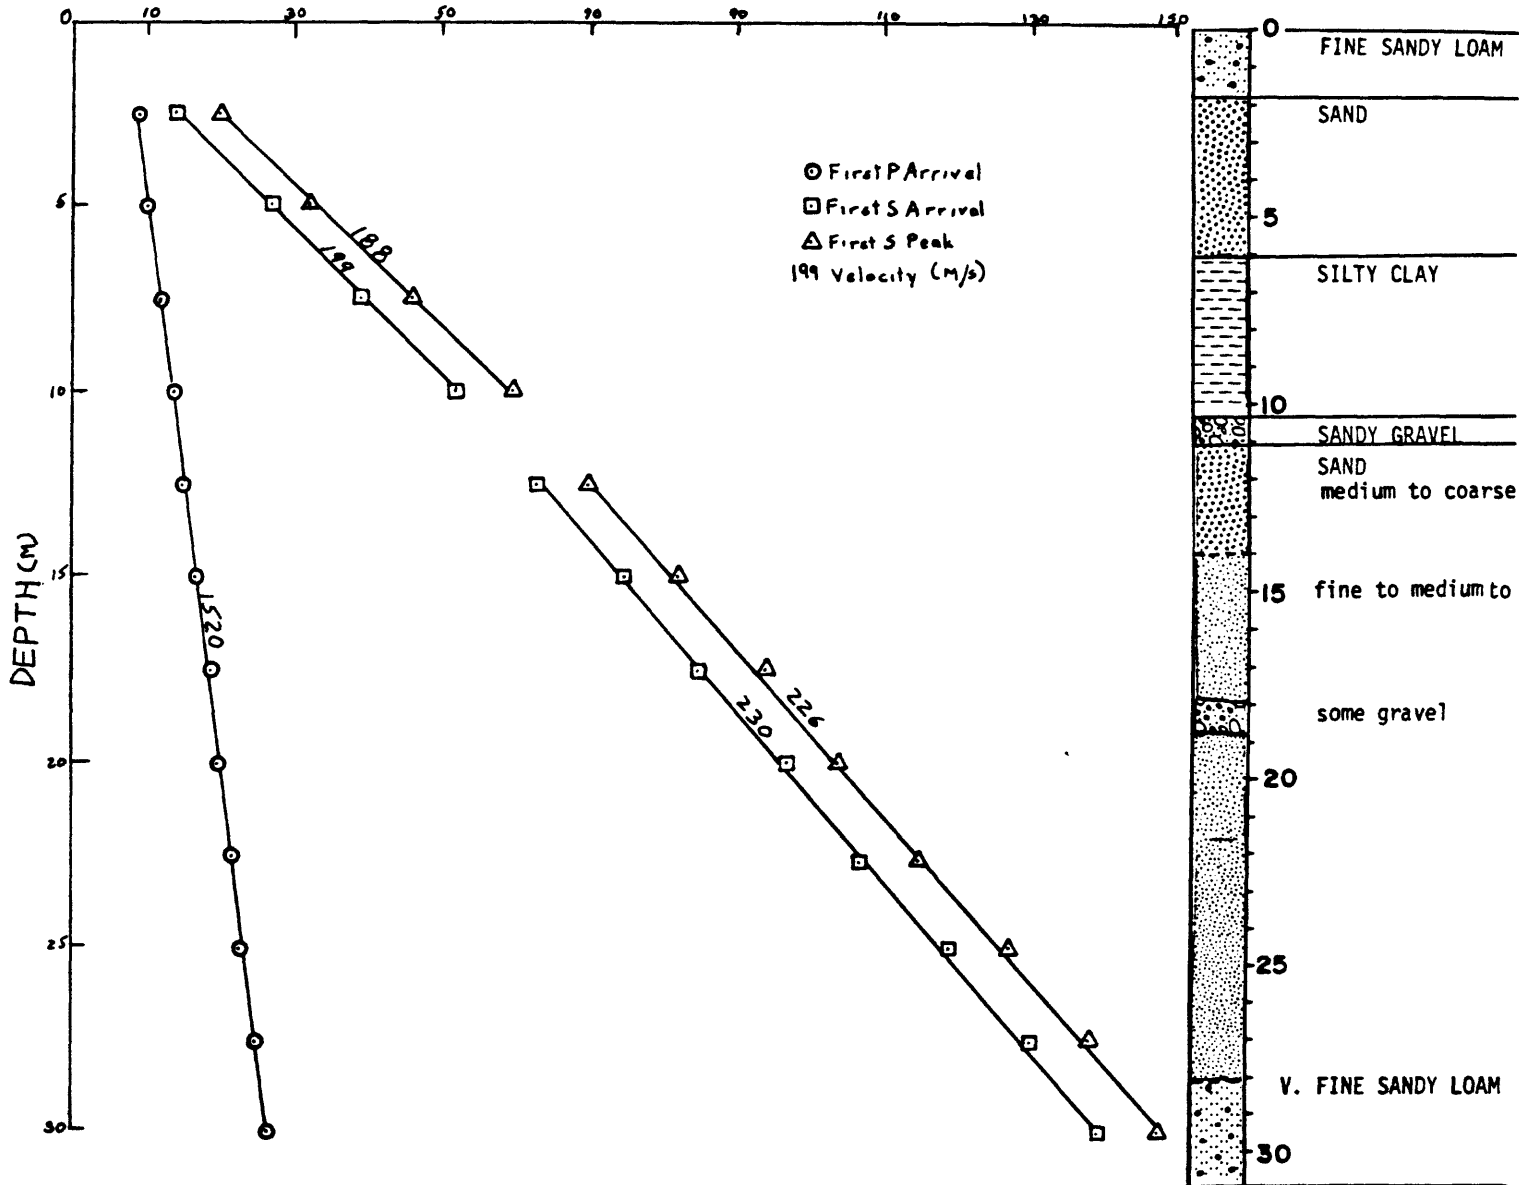 0 10 30 50 70 90 110 130 150
First P Arrival
First S Arrival
First S Peak
199 Velocity (M/s)
188
199
1520
230
226
DEPTH (M)
5
10
15
20
25
30
0
5
10
15
20
25
30
FINE SANDY LOAM
SAND
SILTY CLAY
SANDY GRAVEL
SAND
medium to coarse
fine to medium to
some gravel
V. FINE SANDY LOAM